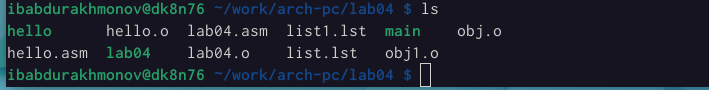 ibabdurakhmonov@dk8n76 ~/work/arch-pc/lab04 $ ls
hello hello.o lab04.asm list1.lst main obj.o
hello.asm lab04 lab04.o list.lst obj1.o
ibabdurakhmonov@dk8n76 ~/work/arch-pc/lab04 $